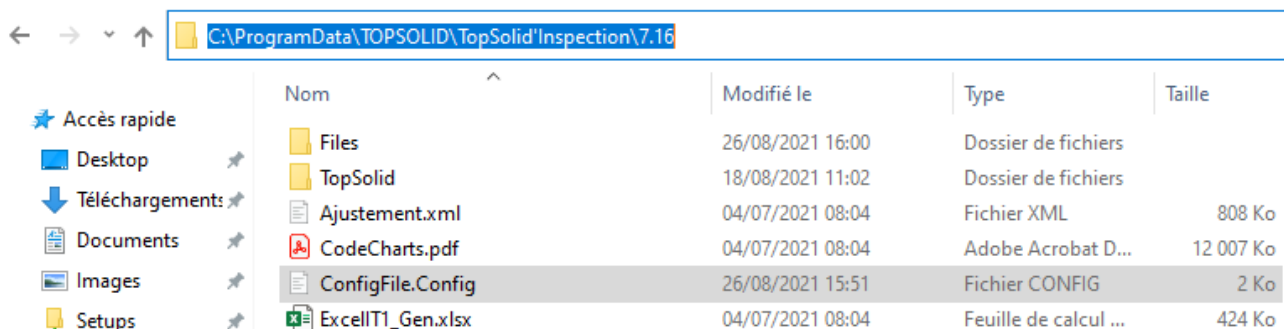 C:\ProgramData\TOPSOLID\TopSolid'Inspection\7.16
Nom Modifié le Type Taille
Accès rapide
Desktop
Téléchargements
Documents
Images
Setups
Files 26/08/2021 16:00 Dossier de fichiers
TopSolid 18/08/2021 11:02 Dossier de fichiers
Ajustement.xml 04/07/2021 08:04 Fichier XML 808 Ko
CodeCharts.pdf 04/07/2021 08:04 Adobe Acrobat D... 12 007 Ko
ConfigFile.Config 26/08/2021 15:51 Fichier CONFIG 2 Ko
ExcelIT1_Gen.xlsx 04/07/2021 08:04 Feuille de calcul ... 424 Ko